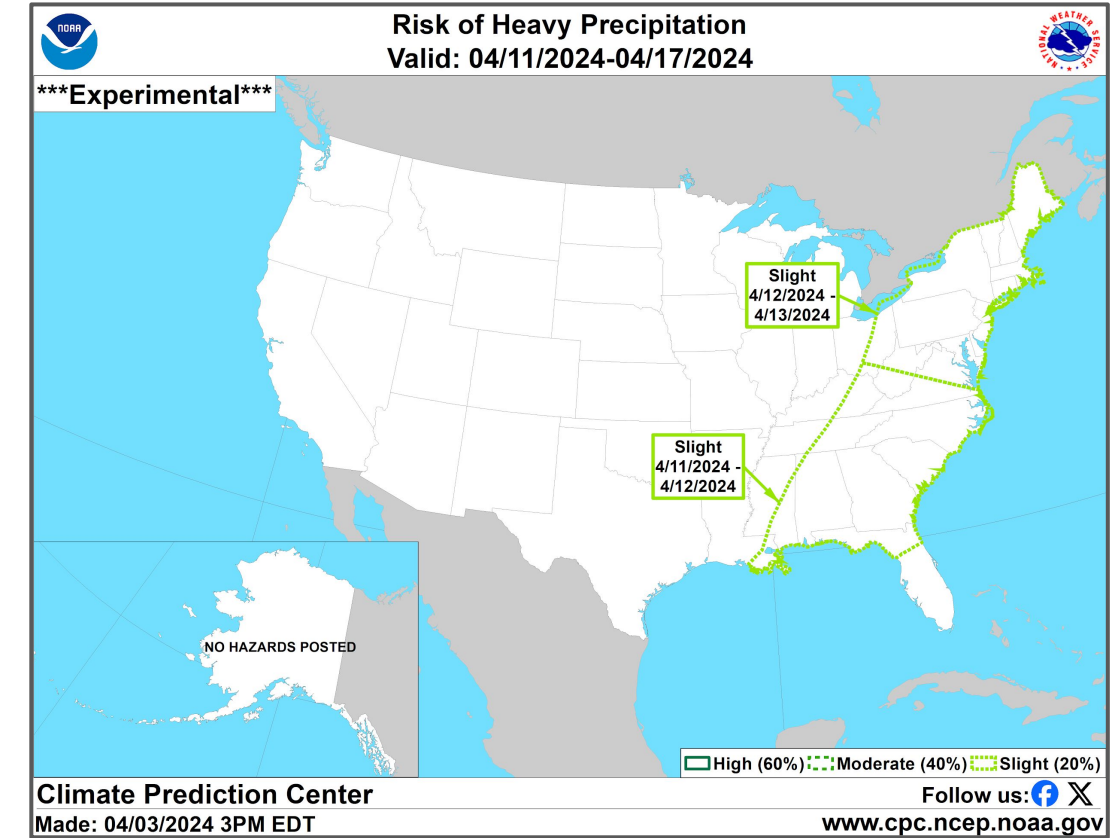 NOAA
Risk of Heavy Precipitation
Valid: 04/11/2024-04/17/2024
NATIONAL WEATHER SERVICE
***Experimental***
Slight
4/12/2024 -
4/13/2024
Slight
4/11/2024 -
4/12/2024
NO HAZARDS POSTED
High (60%) Moderate (40%) Slight (20%)
Climate Prediction Center
Follow us:
Made: 04/03/2024 3PM EDT
www.cpc.ncep.noaa.gov